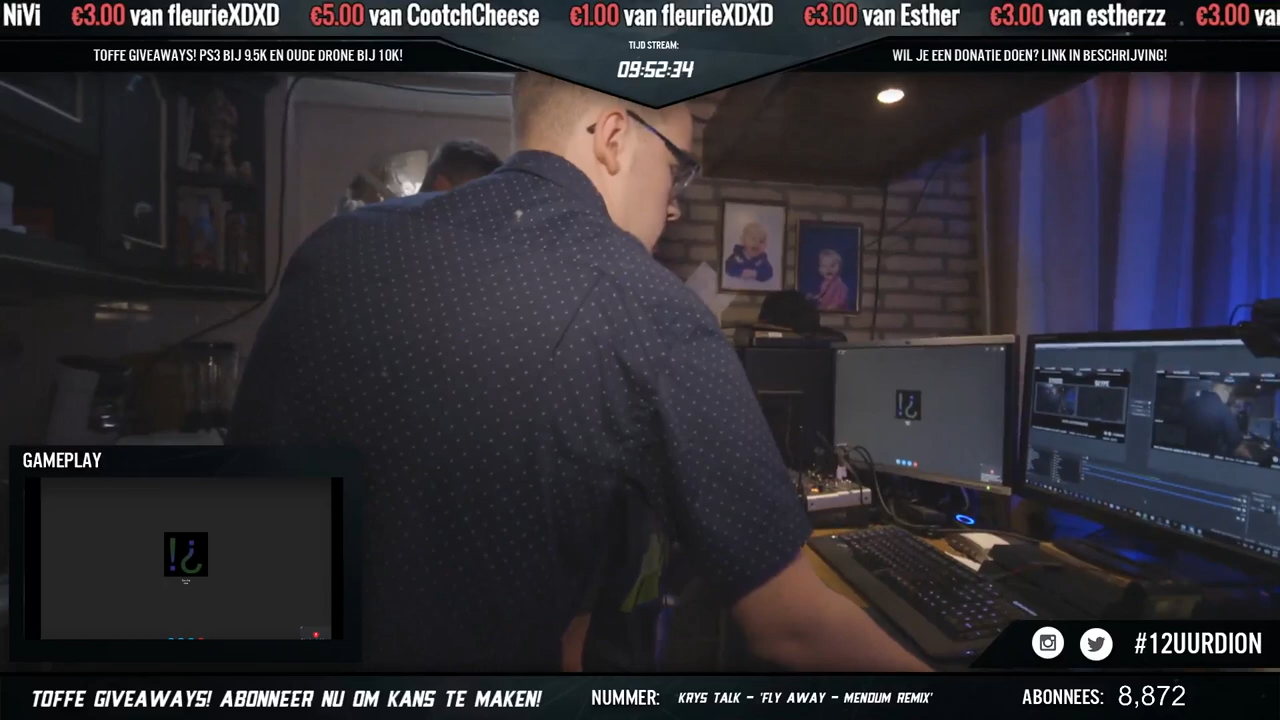 NiVi €3.00 van fleurieXDXD €5.00 van CootchCheese €1.00 van fleurieXDXD €3.00 van Esther €3.00 van estherzz . €3.00 van
TOFFE GIVEAWAYS! PS3 BIJ 9.5K EN OUDE DRONE BIJ 10K!
TIJD STREAM:
09:52:34
WIL JE EEN DONATIE DOEN? LINK IN BESCHRIJVING!
GAMEPLAY
!¿
!¿
#12UURDION
TOFFE GIVEAWAYS! ABONNEER NU OM KANS TE MAKEN!
NUMMER: KRYS TALK - 'FLY AWAY - MENDUM REMIX'
ABONNEES: 8,872